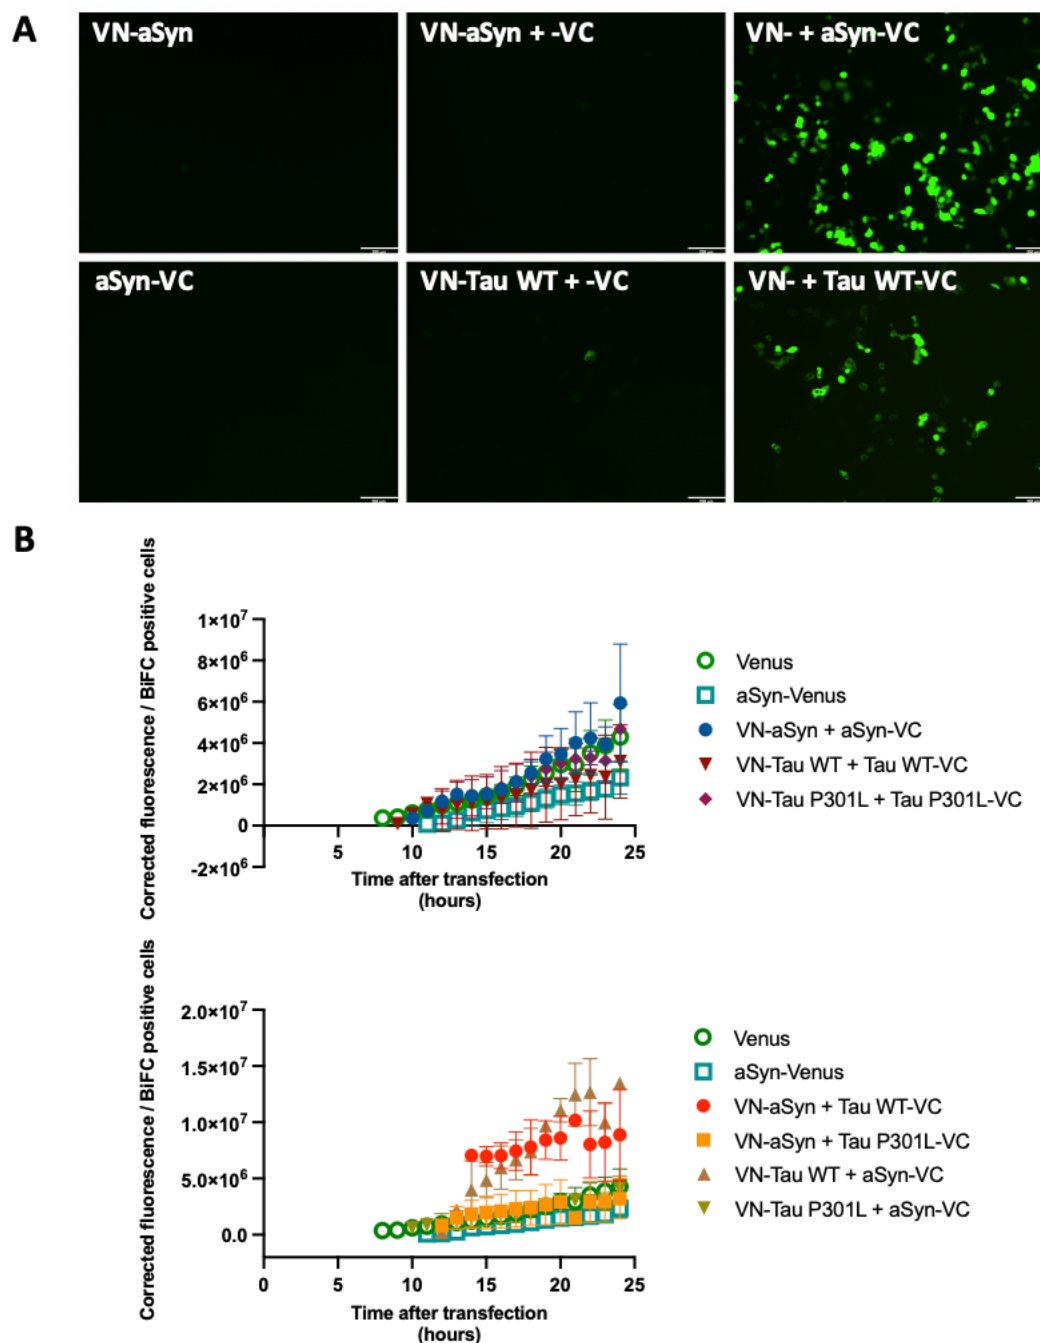 A
VN-aSyn
VN-aSyn + -VC
VN- + aSyn-VC
aSyn-VC
VN-Tau WT + -VC
VN- + Tau WT-VC
B
Corrected fluorescence / BiFC positive cells
1×10⁷
8×10⁶
6×10⁶
4×10⁶
2×10⁶
0
-2×10⁶
5
10
15
20
25
Time after transfection
(hours)
Venus
aSyn-Venus
VN-aSyn + aSyn-VC
VN-Tau WT + Tau WT-VC
VN-Tau P301L + Tau P301L-VC
Corrected fluorescence / BiFC positive cells
2.0×10⁷
1.5×10⁷
1.0×10⁷
5.0×10⁶
0.0
0
5
10
15
20
25
Time after transfection
(hours)
Venus
aSyn-Venus
VN-aSyn + Tau WT-VC
VN-aSyn + Tau P301L-VC
VN-Tau WT + aSyn-VC
VN-Tau P301L + aSyn-VC